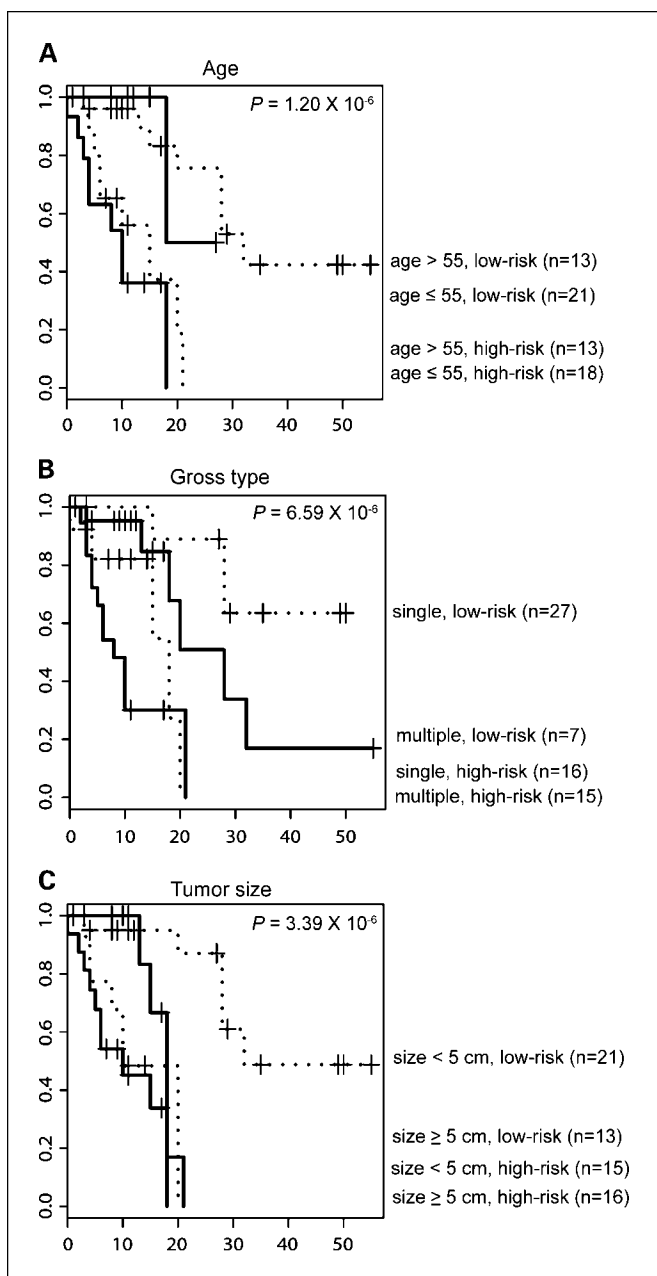 A
Age
P = 1.20 X 10-6
1.0
0.8
0.6
0.4
0.2
0.0
age > 55, low-risk (n=13)
age ≤ 55, low-risk (n=21)
age > 55, high-risk (n=13)
age ≤ 55, high-risk (n=18)
0 10 20 30 40 50
B
Gross type
P = 6.59 X 10-6
1.0
0.8
0.6
0.4
0.2
0.0
single, low-risk (n=27)
multiple, low-risk (n=7)
single, high-risk (n=16)
multiple, high-risk (n=15)
0 10 20 30 40 50
C
Tumor size
P = 3.39 X 10-6
1.0
0.8
0.6
0.4
0.2
0.0
size < 5 cm, low-risk (n=21)
size ≥ 5 cm, low-risk (n=13)
size < 5 cm, high-risk (n=15)
size ≥ 5 cm, high-risk (n=16)
0 10 20 30 40 50